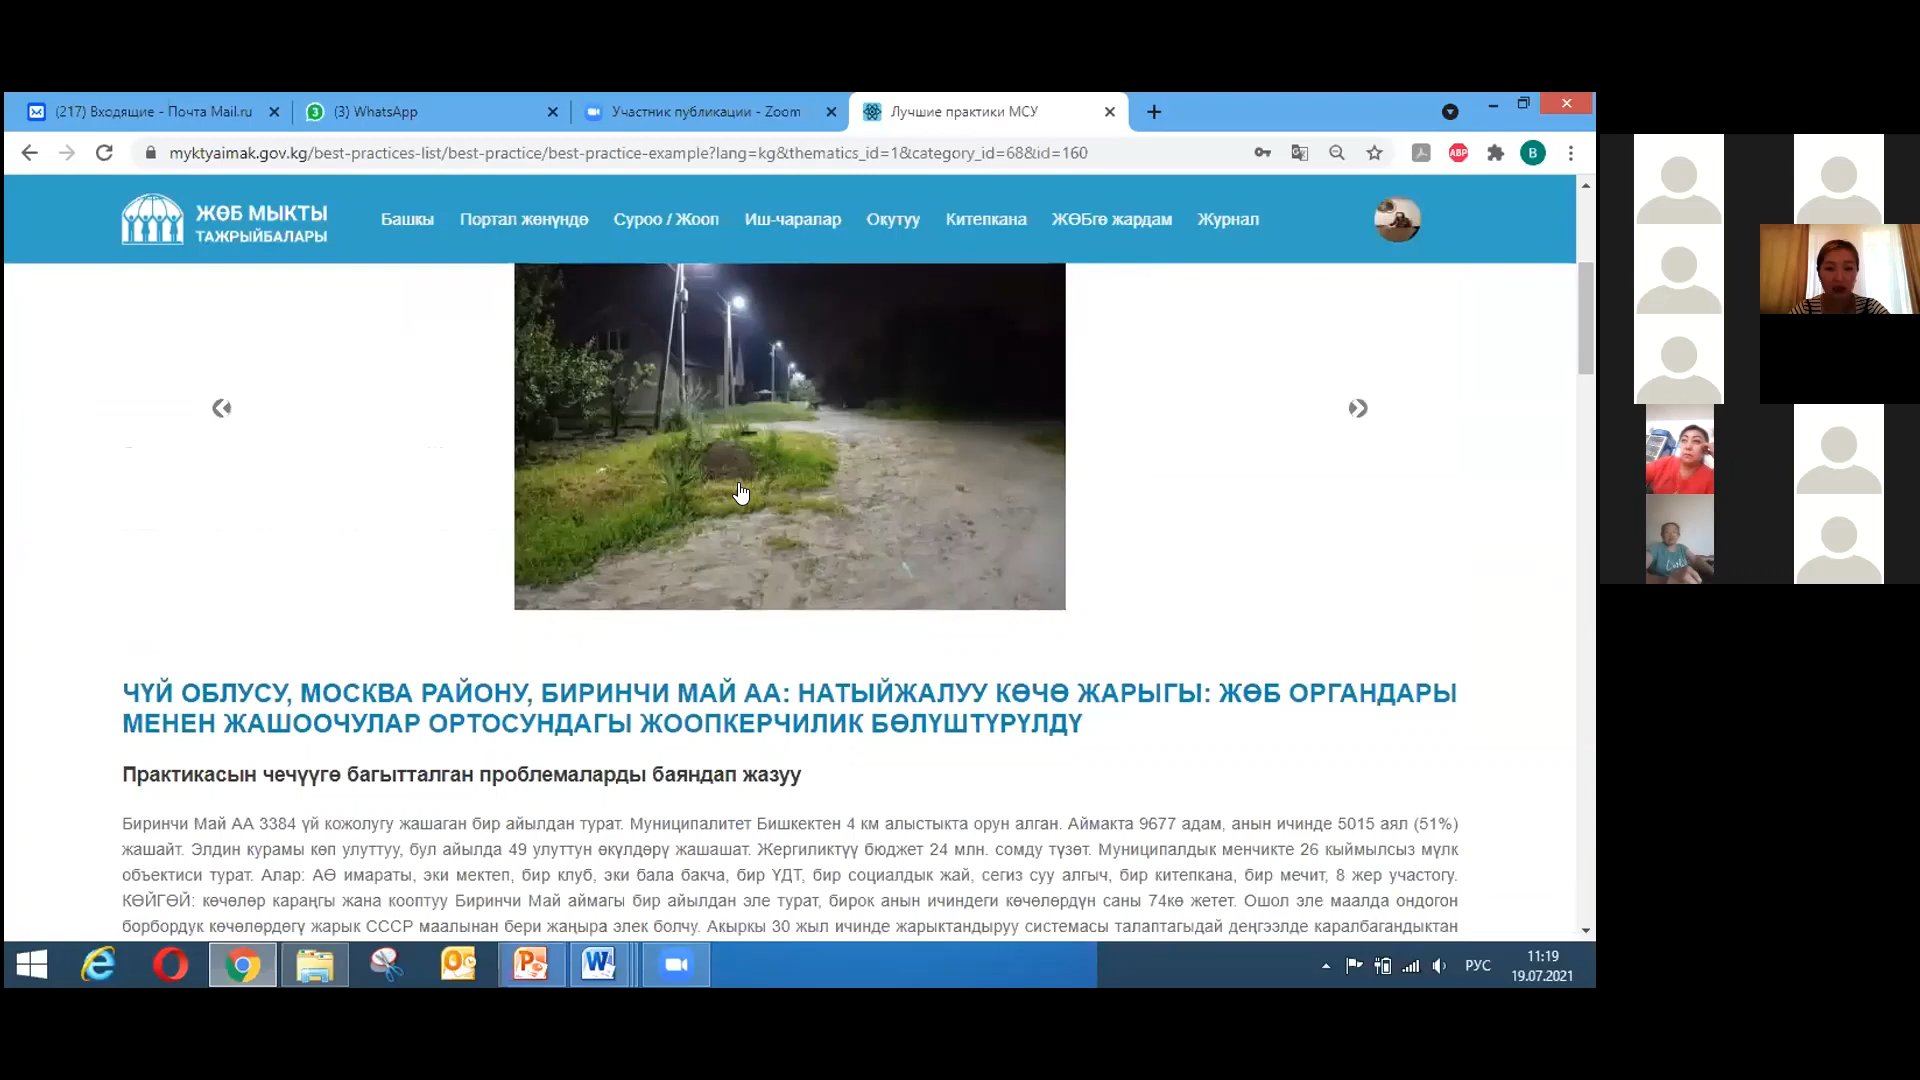 (217) Входящие - Почта Mail.ru
3
(3) WhatsApp
Участник публикации - Zoom
Лучшие практики МСУ
myktyaimak.gov.kg/best-practices-list/best-practice/best-practice-example?lang=kg&thematics_id=1&category_id=68&id=160
ABP
B
ЖӨБ МЫКТЫ
ТАЖРЫЙБАЛАРЫ
Башкы
Портал жөнүндө
Суроо / Жооп
Иш-чаралар
Окутуу
Китепкана
ЖӨБгө жардам
Журнал
ЧҮЙ ОБЛУСУ, МОСКВА РАЙОНУ, БИРИНЧИ МАЙ АА: НАТЫЙЖАЛУУ КӨЧӨ ЖАРЫГЫ: ЖӨБ ОРГАНДАРЫ
МЕНЕН ЖАШООЧУЛАР ОРТОСУНДАГЫ ЖООПКЕРЧИЛИК БӨЛҮШТҮРҮЛДҮ
Практикасын чечүүгө багытталган проблемаларды баяндап жазуу
Биринчи Май АА 3384 үй кожолугу жашаган бир айылдан турат. Муниципалитет Бишкектен 4 км алыстыкта орун алган. Аймакта 9677 адам, анын ичинде 5015 аял (51%)
жашайт. Элдин курамы көп улуттуу, бул айылда 49 улуттун өкүлдөрү жашашат. Жергиликтүү бюджет 24 млн. сомду түзөт. Муниципалдык менчикте 26 кыймылсыз мүлк
объектиси турат. Алар: АӨ имараты, эки мектеп, бир клуб, эки бала бакча, бир ҮДТ, бир социалдык жай, сегиз суу алгыч, бир китепкана, бир мечит, 8 жер участогу.
КӨЙГӨЙ: көчөлөр караңгы жана кооптуу Биринчи Май аймагы бир айылдан эле турат, бирок анын ичиндеги көчөлөрдүн саны 74кө жетет. Ошол эле маалда ондогон
борбордук көчөлөрдөгү жарык СССР маалынан бери жаңыра элек болчу. Акыркы 30 жыл ичинде жарыктандыруу системасы талаптагыдай деңгээлде каралбагандыктан
РУС
11:19
19.07.2021